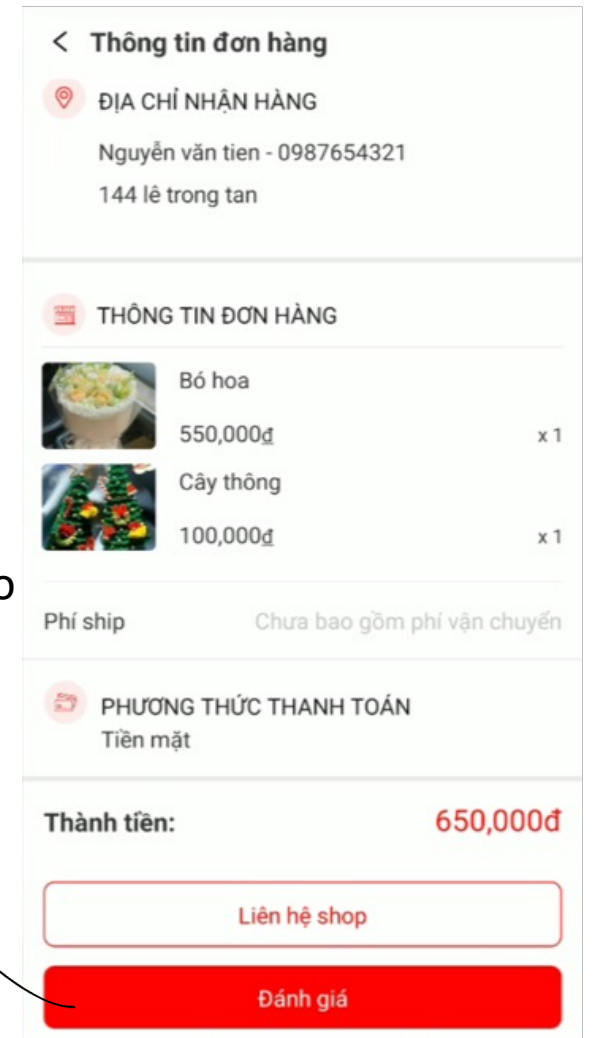 Thông tin đơn hàng
ĐỊA CHỈ NHẬN HÀNG
Nguyễn văn tien - 0987654321
144 lê trong tan
THÔNG TIN ĐƠN HÀNG
Bó hoa
550,000đ x 1
Cây thông
100,000đ x 1
Phí ship Chưa bao gồm phí vận chuyển
PHƯƠNG THỨC THANH TOÁN
Tiền mặt
Thành tiền: 650,000đ
Liên hệ shop
Đánh giá